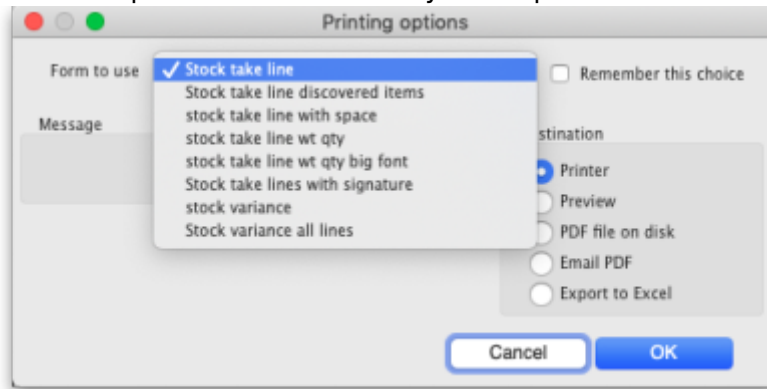 Printing options
Form to use
✓ Stock take line
Stock take line discovered items
stock take line with space
stock take line wt qty
stock take line wt qty big font
Stock take lines with signature
stock variance
Stock variance all lines
Remember this choice
Message
stination
Printer
Preview
PDF file on disk
Email PDF
Export to Excel
Cancel
OK